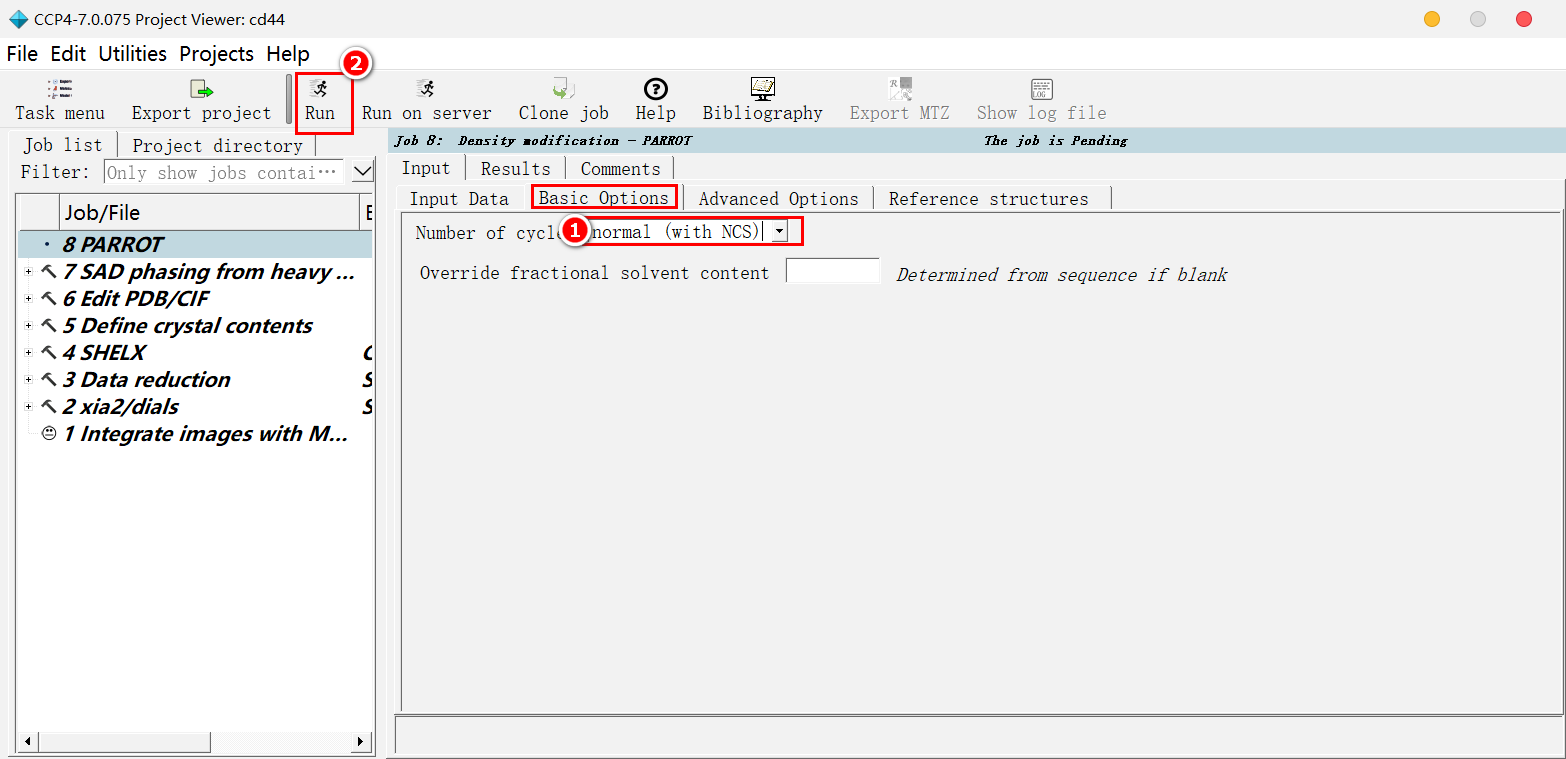 CCP4-7.0.075 Project Viewer: cd44
File Edit Utilities Projects Help
2
Task menu Export project Run Run on server Clone job Help Bibliography Export MTZ Show log file
Job list Project directory
Filter: Only show jobs contai···
Job/File
8 PARROT
7 SAD phasing from heavy ...
6 Edit PDB/CIF
5 Define crystal contents
4 SHELX
3 Data reduction
2 xia2/dials
1 Integrate images with M...
Job 8: Density modification - PARROT The job is Pending
Input Results Comments
Input Data Basic Options Advanced Options Reference structures
Number of cycl 1 normal (with NCS)
Override fractional solvent content Determined from sequence if blank